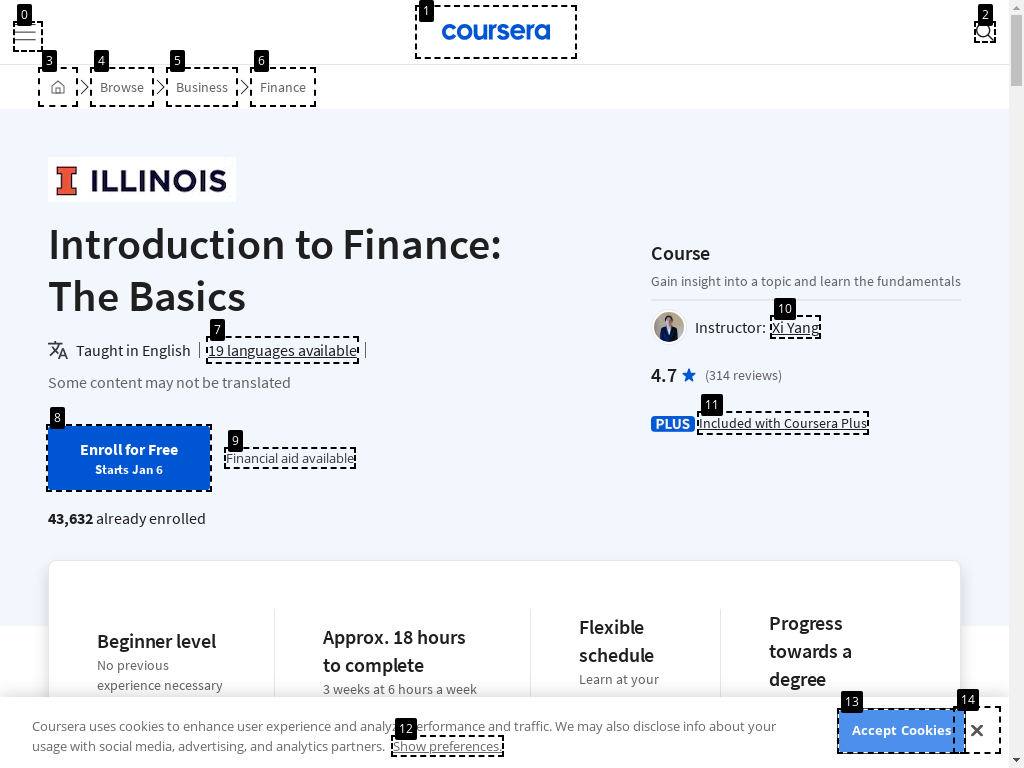 0
1
coursera
2
3
4
Browse
5
Business
6
Finance
ILLINOIS
Introduction to Finance:
The Basics
7
Taught in English
19 languages available
Some content may not be translated
8
Enroll for Free
Starts Jan 6
9
Financial aid available
43,632 already enrolled
Course
Gain insight into a topic and learn the fundamentals
10
Instructor: Xi Yang
4.7
(314 reviews)
11
PLUS Included with Coursera Plus
Beginner level
No previous
experience necessary
Approx. 18 hours
to complete
3 weeks at 6 hours a week
Flexible
schedule
Learn at your
Progress
towards a
degree
Coursera uses cookies to enhance user experience and analyz performance and traffic. We may also disclose info about your
usage with social media, advertising, and analytics partners. Show preferences.
12
13
Accept Cookies
14